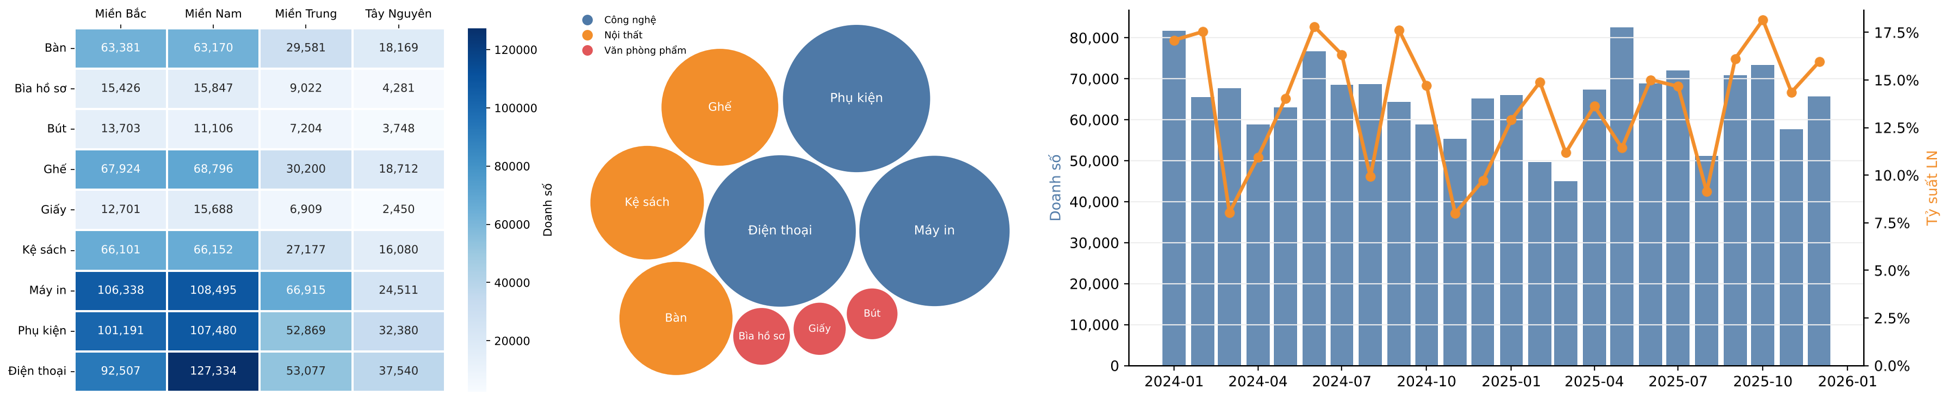 Miền Bắc Miền Nam Miền Trung Tây Nguyên
Bàn 63,381 63,170 29,581 18,169
Bìa hồ sơ 15,426 15,847 9,022 4,281
Bút 13,703 11,106 7,204 3,748
Ghế 67,924 68,796 30,200 18,712
Giấy 12,701 15,688 6,909 2,450
Kệ sách 66,101 66,152 27,177 16,080
Máy in 106,338 108,495 66,915 24,511
Phụ kiện 101,191 107,480 52,869 32,380
Điện thoại 92,507 127,334 53,077 37,540
120000
100000
80000
60000
40000
20000
Doanh số
Công nghệ
Nội thất
Văn phòng phẩm
Ghế
Phụ kiện
Kệ sách
Điện thoại
Máy in
Bàn
Bìa hồ sơ
Giấy
Bút
Doanh số
80,000
70,000
60,000
50,000
40,000
30,000
20,000
10,000
0
2024-01 2024-04 2024-07 2024-10 2025-01 2025-04 2025-07 2025-10 2026-01
17.5%
15.0%
12.5%
10.0%
7.5%
5.0%
2.5%
0.0%
Tỷ suất LN